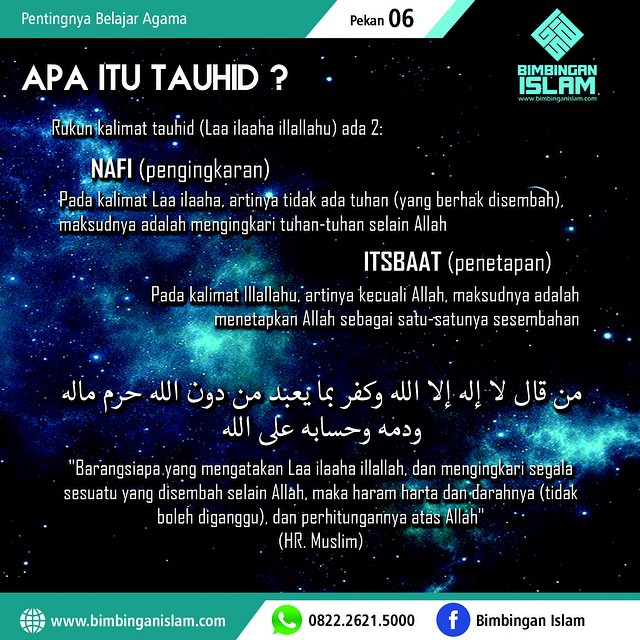 Pentingnya Belajar Agama
Pekan 06
BIMBINGAN
ISLAM
www.bimbinganislam.com
APA ITU TAUHID ?
Rukun kalimat tauhid (Laa ilaaha illallahu) ada 2:
NAFI (pengingkaran)
Pada kalimat Laa ilaaha, artinya tidak ada tuhan (yang berhak disembah),
maksudnya adalah mengingkari tuhan-tuhan selain Allah
ITSBAAT (penetapan)
Pada kalimat Illallahu, artinya kecuali Allah, maksudnya adalah
menetapkan Allah sebagai satu-satunya sesembahan
من قال لا إله إلا الله وكفر بما يعبند من دون الله حرم ماله
ودمه وحسابه على الله
"Barangsiapa yang mengatakan Laa ilaaha illallah, dan mengingkari segala
sesuatu yang disembah selain Allah, maka haram harta dan darahnya (tidak
boleh diganggu), dan perhitungannya atas Allah"
(HR. Muslim)
www.bimbinganislam.com
0822.2621.5000
Bimbingan Islam